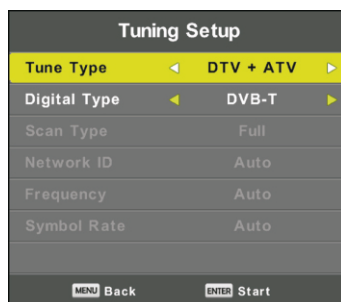 Tuning Setup
Tune Type DTV + ATV
Digital Type DVB-T
Scan Type Full
Network ID Auto
Frequency Auto
Symbol Rate Auto
MENU Back ENTER Start